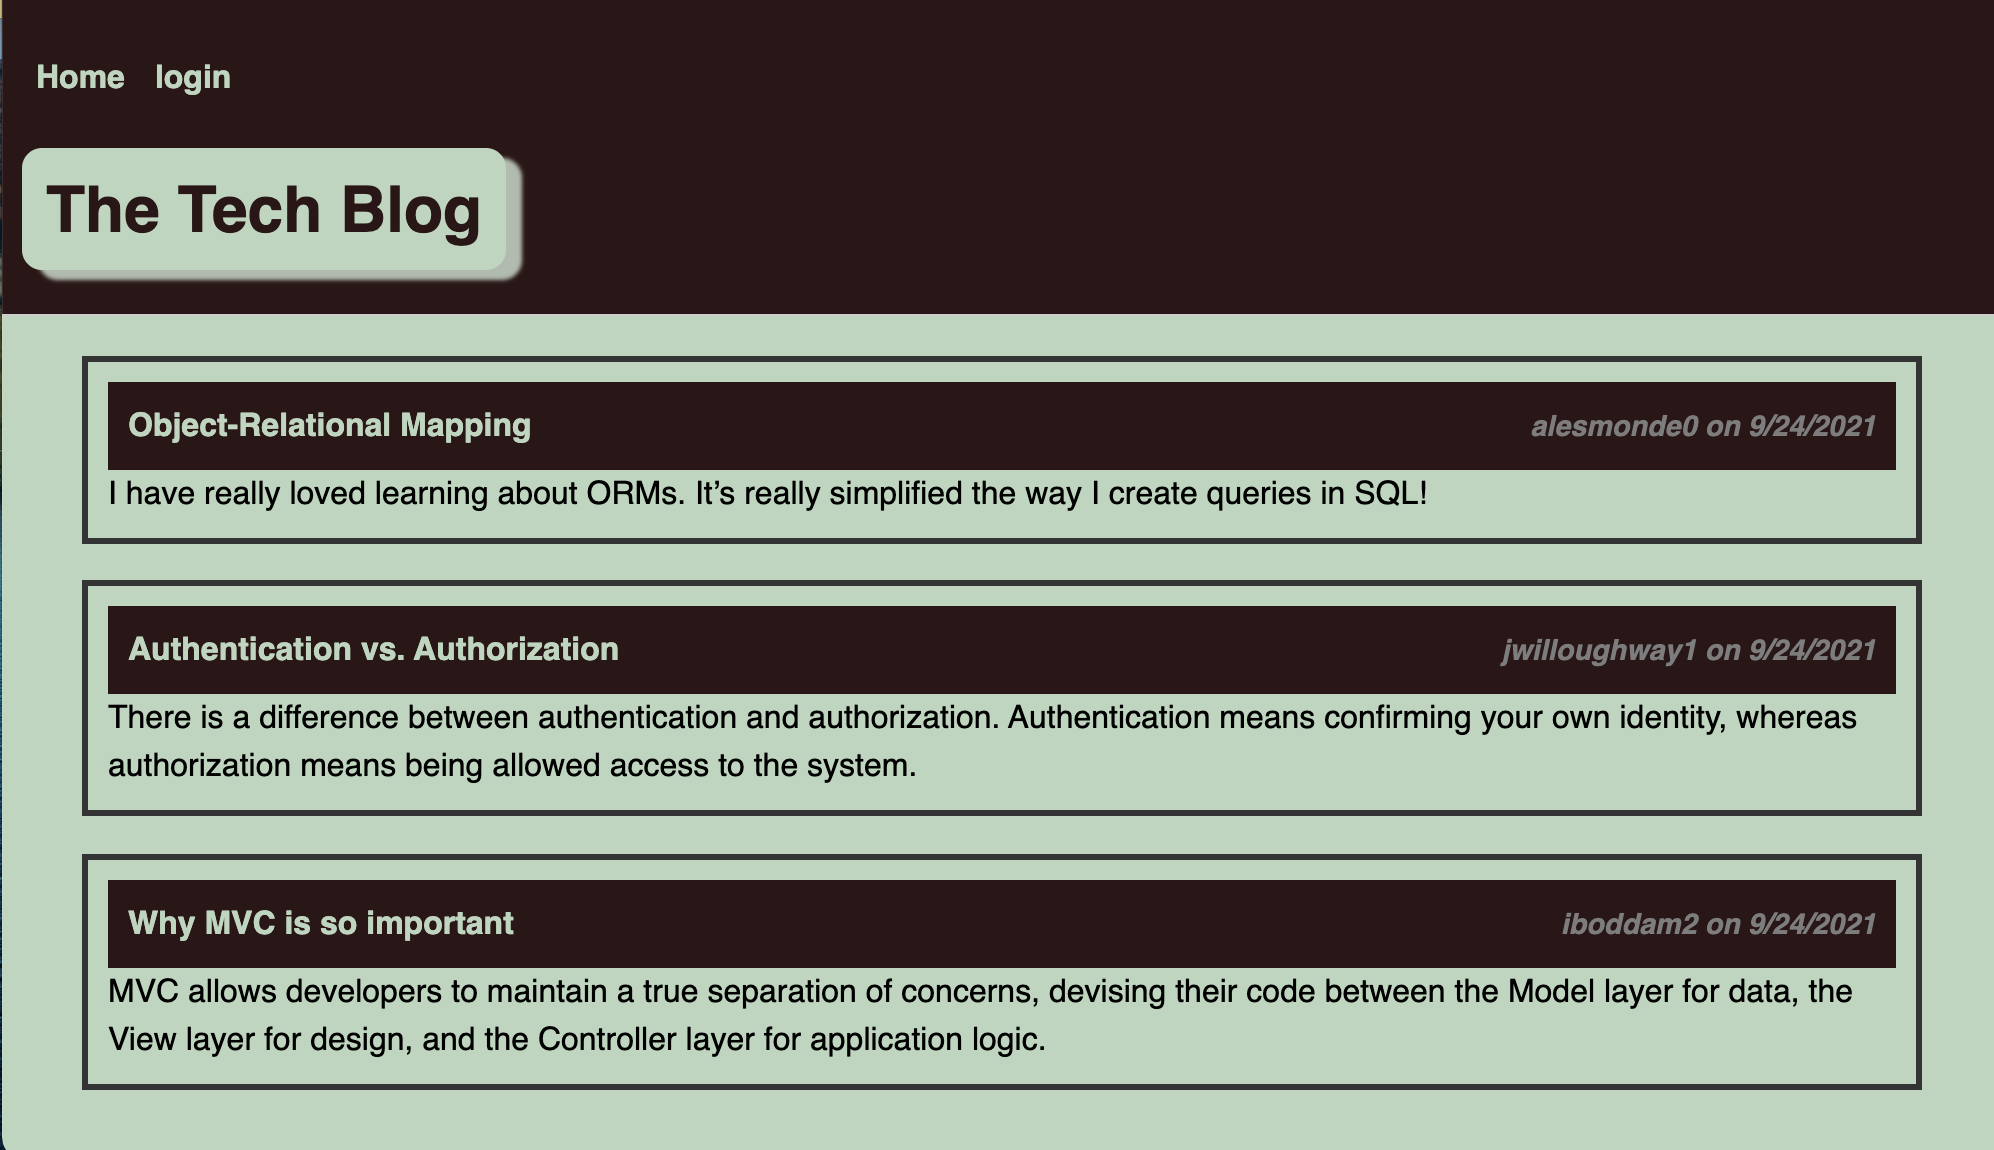 Home login
The Tech Blog
Object-Relational Mapping alesmonde0 on 9/24/2021
I have really loved learning about ORMs. It’s really simplified the way I create queries in SQL!
Authentication vs. Authorization jwilloughway1 on 9/24/2021
There is a difference between authentication and authorization. Authentication means confirming your own identity, whereas
authorization means being allowed access to the system.
Why MVC is so important iboddam2 on 9/24/2021
MVC allows developers to maintain a true separation of concerns, devising their code between the Model layer for data, the
View layer for design, and the Controller layer for application logic.